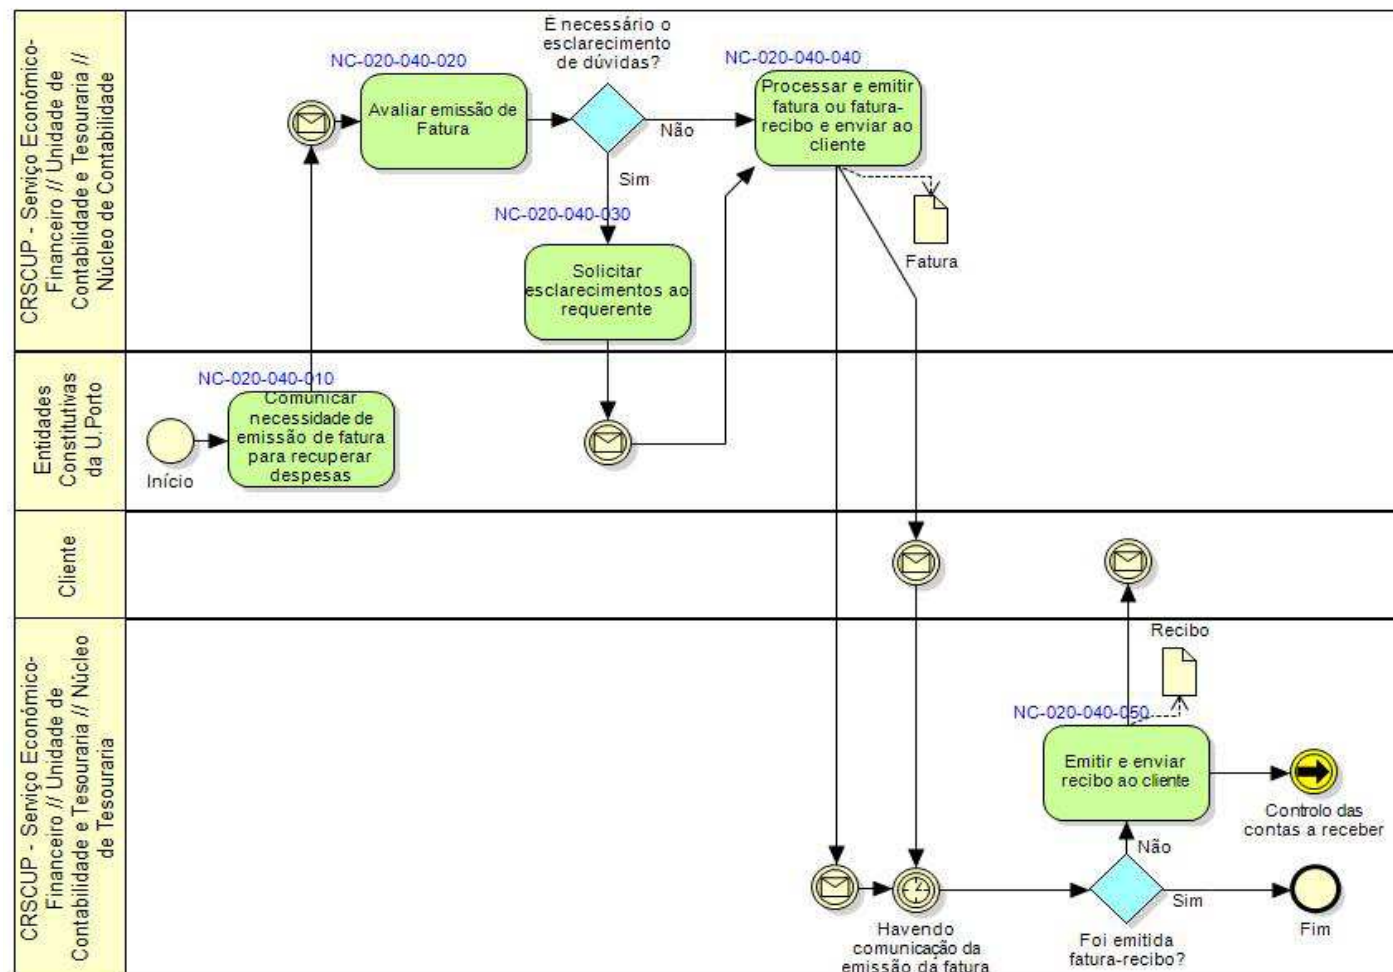 CRSCUP - Serviço Económico-
Financeiro // Unidade de
Contabilidade e Tesouraria //
Núcleo de Contabilidade
NC-020-040-020
Avaliar emissão de
Fatura
É necessário o
esclarecimento
de dúvidas?
Não
Sim
NC-020-040-040
Processar e emitir
fatura ou fatura-
recibo e enviar ao
cliente
Fatura
NC-020-040-030
Solicitar
esclarecimentos ao
requerente
Entidades
Constitutivas
da U.Porto
Início
NC-020-040-010
Comunicar
necessidade de
emissão de fatura
para recuperar
despesas
Cliente
CRSCUP - Serviço Económico-
Financeiro // Unidade de
Contabilidade e Tesouraria // Núcleo
de Tesouraria
Recibo
NC-020-040-050
Emitir e enviar
recibo ao cliente
Controlo das
contas a receber
Não
Sim
Havendo
comunicação da
emissão da fatura
Foi emitida
fatura-recibo?
Fim